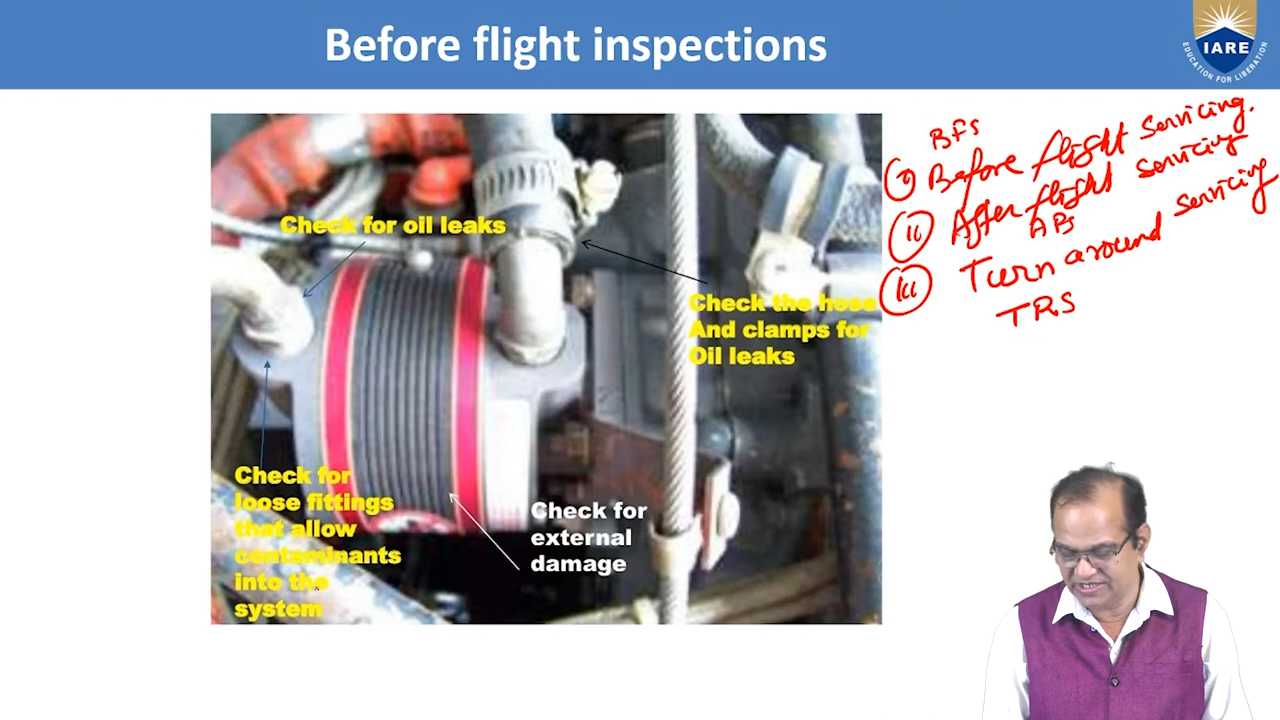 Before flight inspections
IARE
EDUCATION FOR LIBERATION
BFS
(I) Before flight Servicing.
(II) After flight Servicing
AFS
(III) Turn around servicing
TRS
Check for oil leaks
Check the hose
And clamps for
Oil leaks
Check for
loose fittings
that allow
contaminants
into the
system
Check for
external
damage